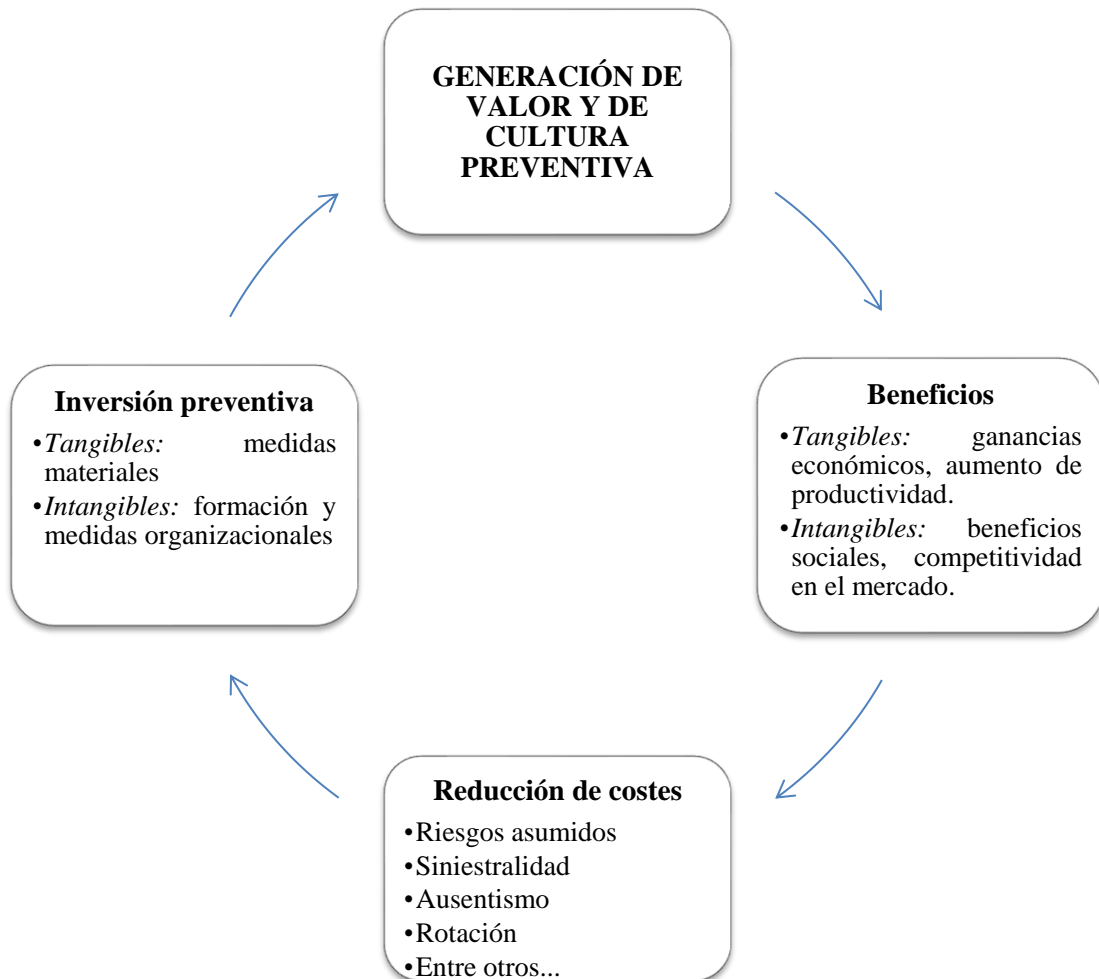 GENERACIÓN DE
VALOR Y DE
CULTURA
PREVENTIVA
Inversión preventiva
•Tangibles: medidas
materiales
•Intangibles: formación y
medidas organizacionales
Beneficios
•Tangibles: ganancias
económicos, aumento de
productividad.
•Intangibles: beneficios
sociales, competitividad
en el mercado.
Reducción de costes
•Riesgos asumidos
•Siniestralidad
•Ausentismo
•Rotación
•Entre otros...